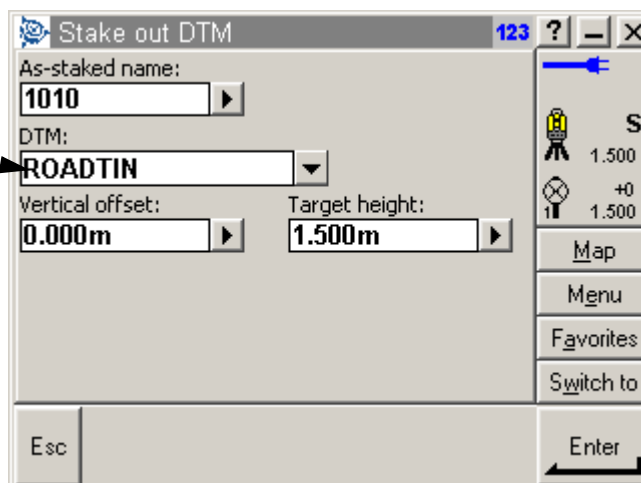 Stake out DTM 123 ?
As-staked name:
1010
DTM:
ROADTIN
Vertical offset: Target height:
0.000m 1.500m
S
1.500
+0
1 1.500
Map
Menu
Favorites
Switch to
Esc
Enter